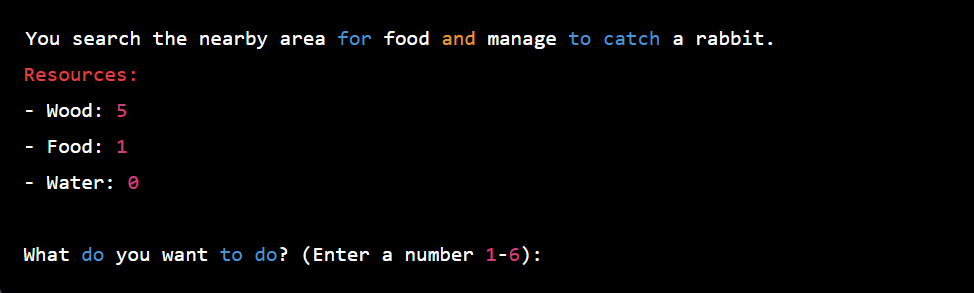 You search the nearby area for food and manage to catch a rabbit.
Resources:
- Wood: 5
- Food: 1
- Water: 0
What do you want to do? (Enter a number 1-6):